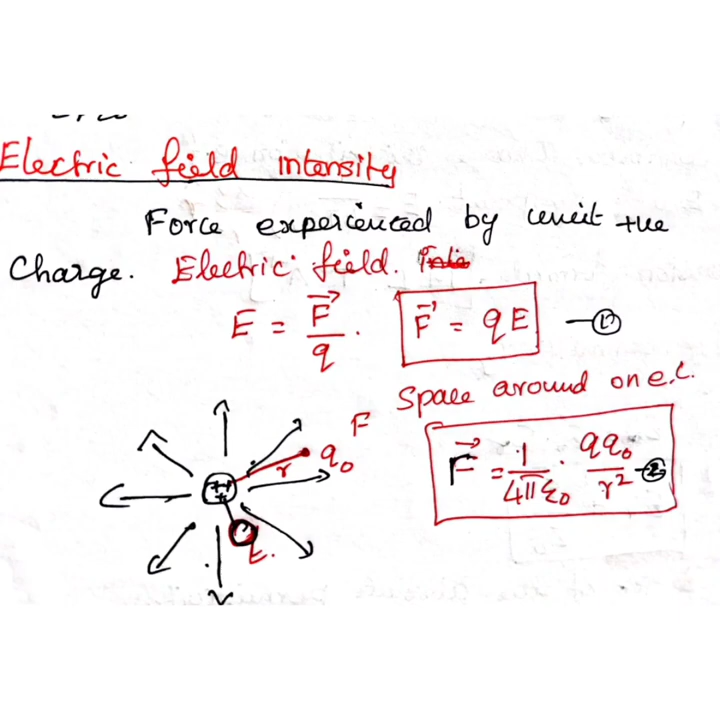 Electric field intensity
Force experienced by unit +ve
Charge. Electric field.
E = F⃗/q . F⃗ = qE —①
Space around one.c.
F
q₀
r
F⃗ = 1/4πε₀ · qq₀/r² —②
++
+
E.